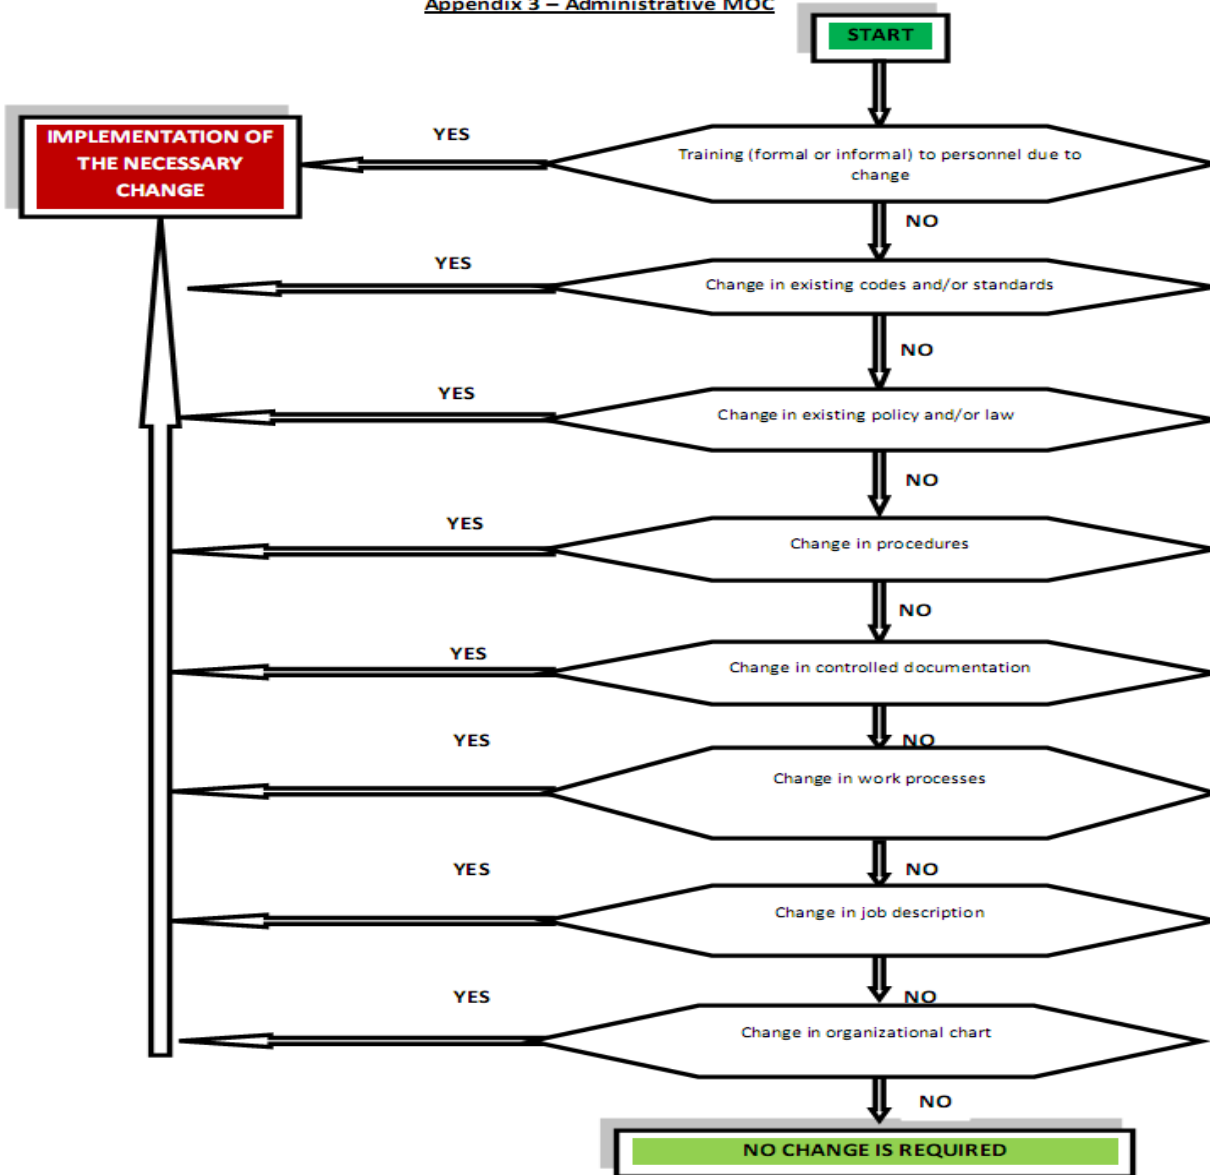 Appendix 3 – Administrative MOC
START
IMPLEMENTATION OF
THE NECESSARY
CHANGE
YES
Training (formal or informal) to personnel due to
change
NO
YES
Change in existing codes and/or standards
NO
YES
Change in existing policy and/or law
NO
YES
Change in procedures
NO
YES
Change in controlled documentation
NO
YES
Change in work processes
NO
YES
Change in job description
NO
YES
Change in organizational chart
NO
NO CHANGE IS REQUIRED